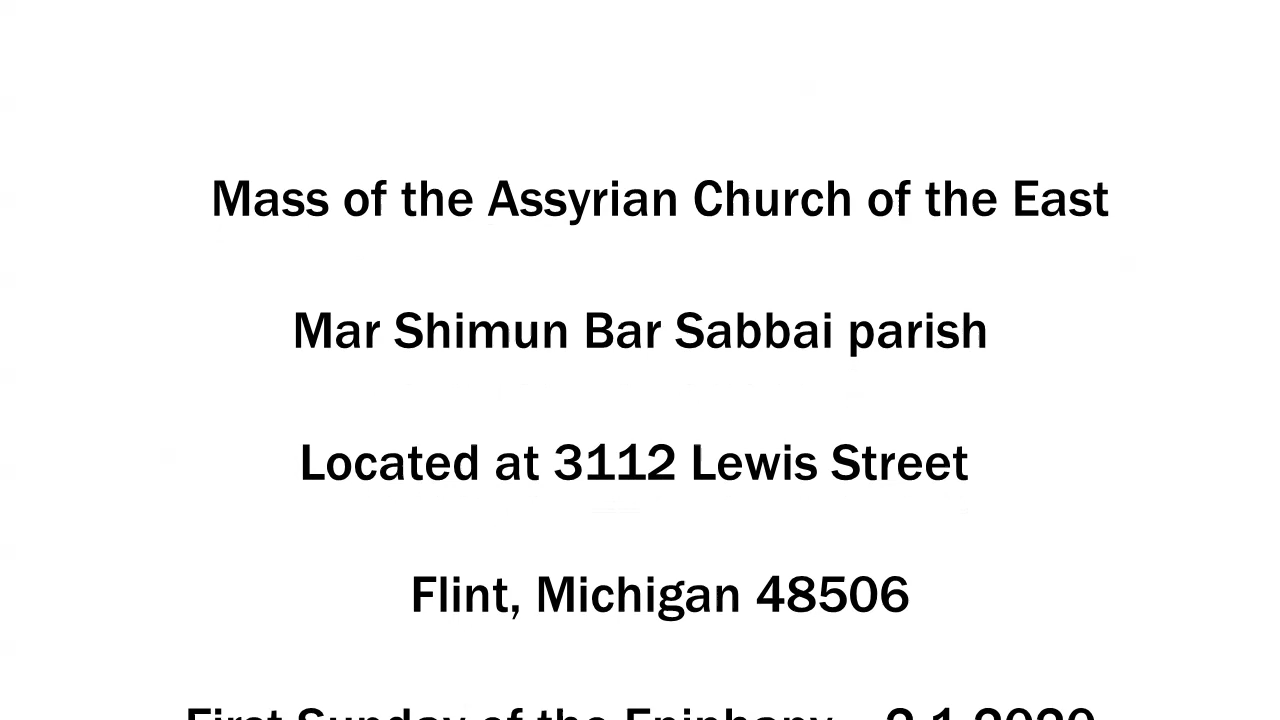 Mass of the Assyrian Church of the East
Mar Shimun Bar Sabbai parish
Located at 3112 Lewis Street
Flint, Michigan 48506
First Sunday of the Epiphany